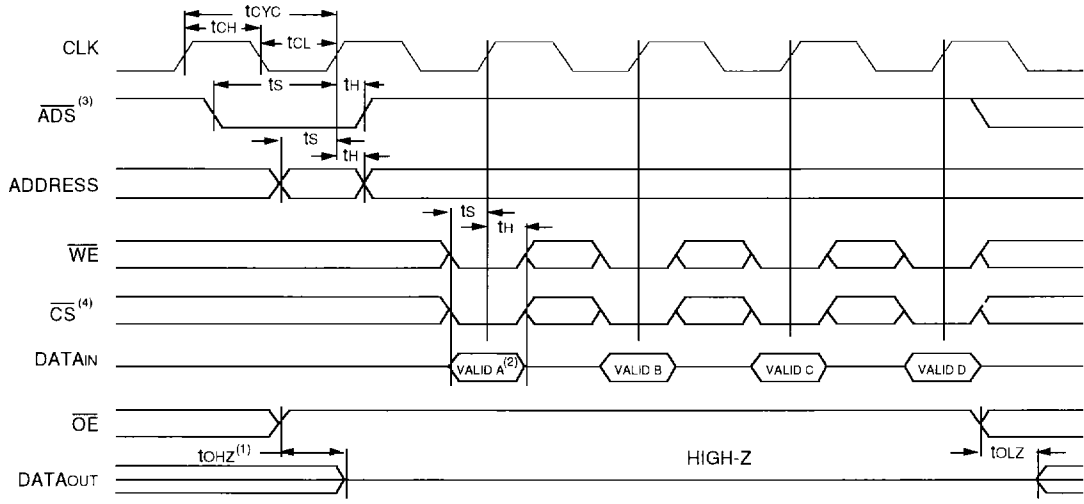 tCYC
tCH
tCL
CLK
tS
tH
ADS (3)
tS
tH
ADDRESS
tS
tH
WE
CS (4)
DATAIN
VALID A (2)
VALID B
VALID C
VALID D
OE
tOHZ (1)
HIGH-Z
tOLZ
DATAOUT